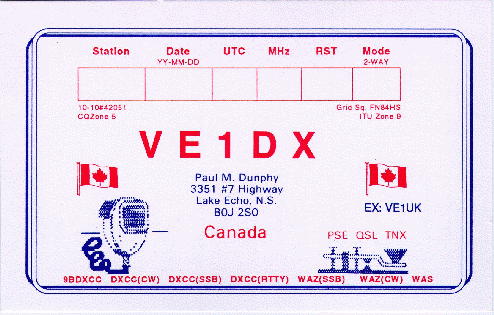 Station Date UTC MHz RST Mode
YY-MM-DD 2-WAY
10-10#42051 Grid Sq. FN84HS
CQZone 5 ITU Zone 9
VE1DX
Paul M. Dunphy
3351 #7 Highway
Lake Echo, N.S.
B0J 2S0
Canada
EX: VE1UK
PSE QSL TNX
9BDXCC DXCC(CW) DXCC(SSB) DXCC(RTTY) WAZ(SSB) WAZ(CW) WAS